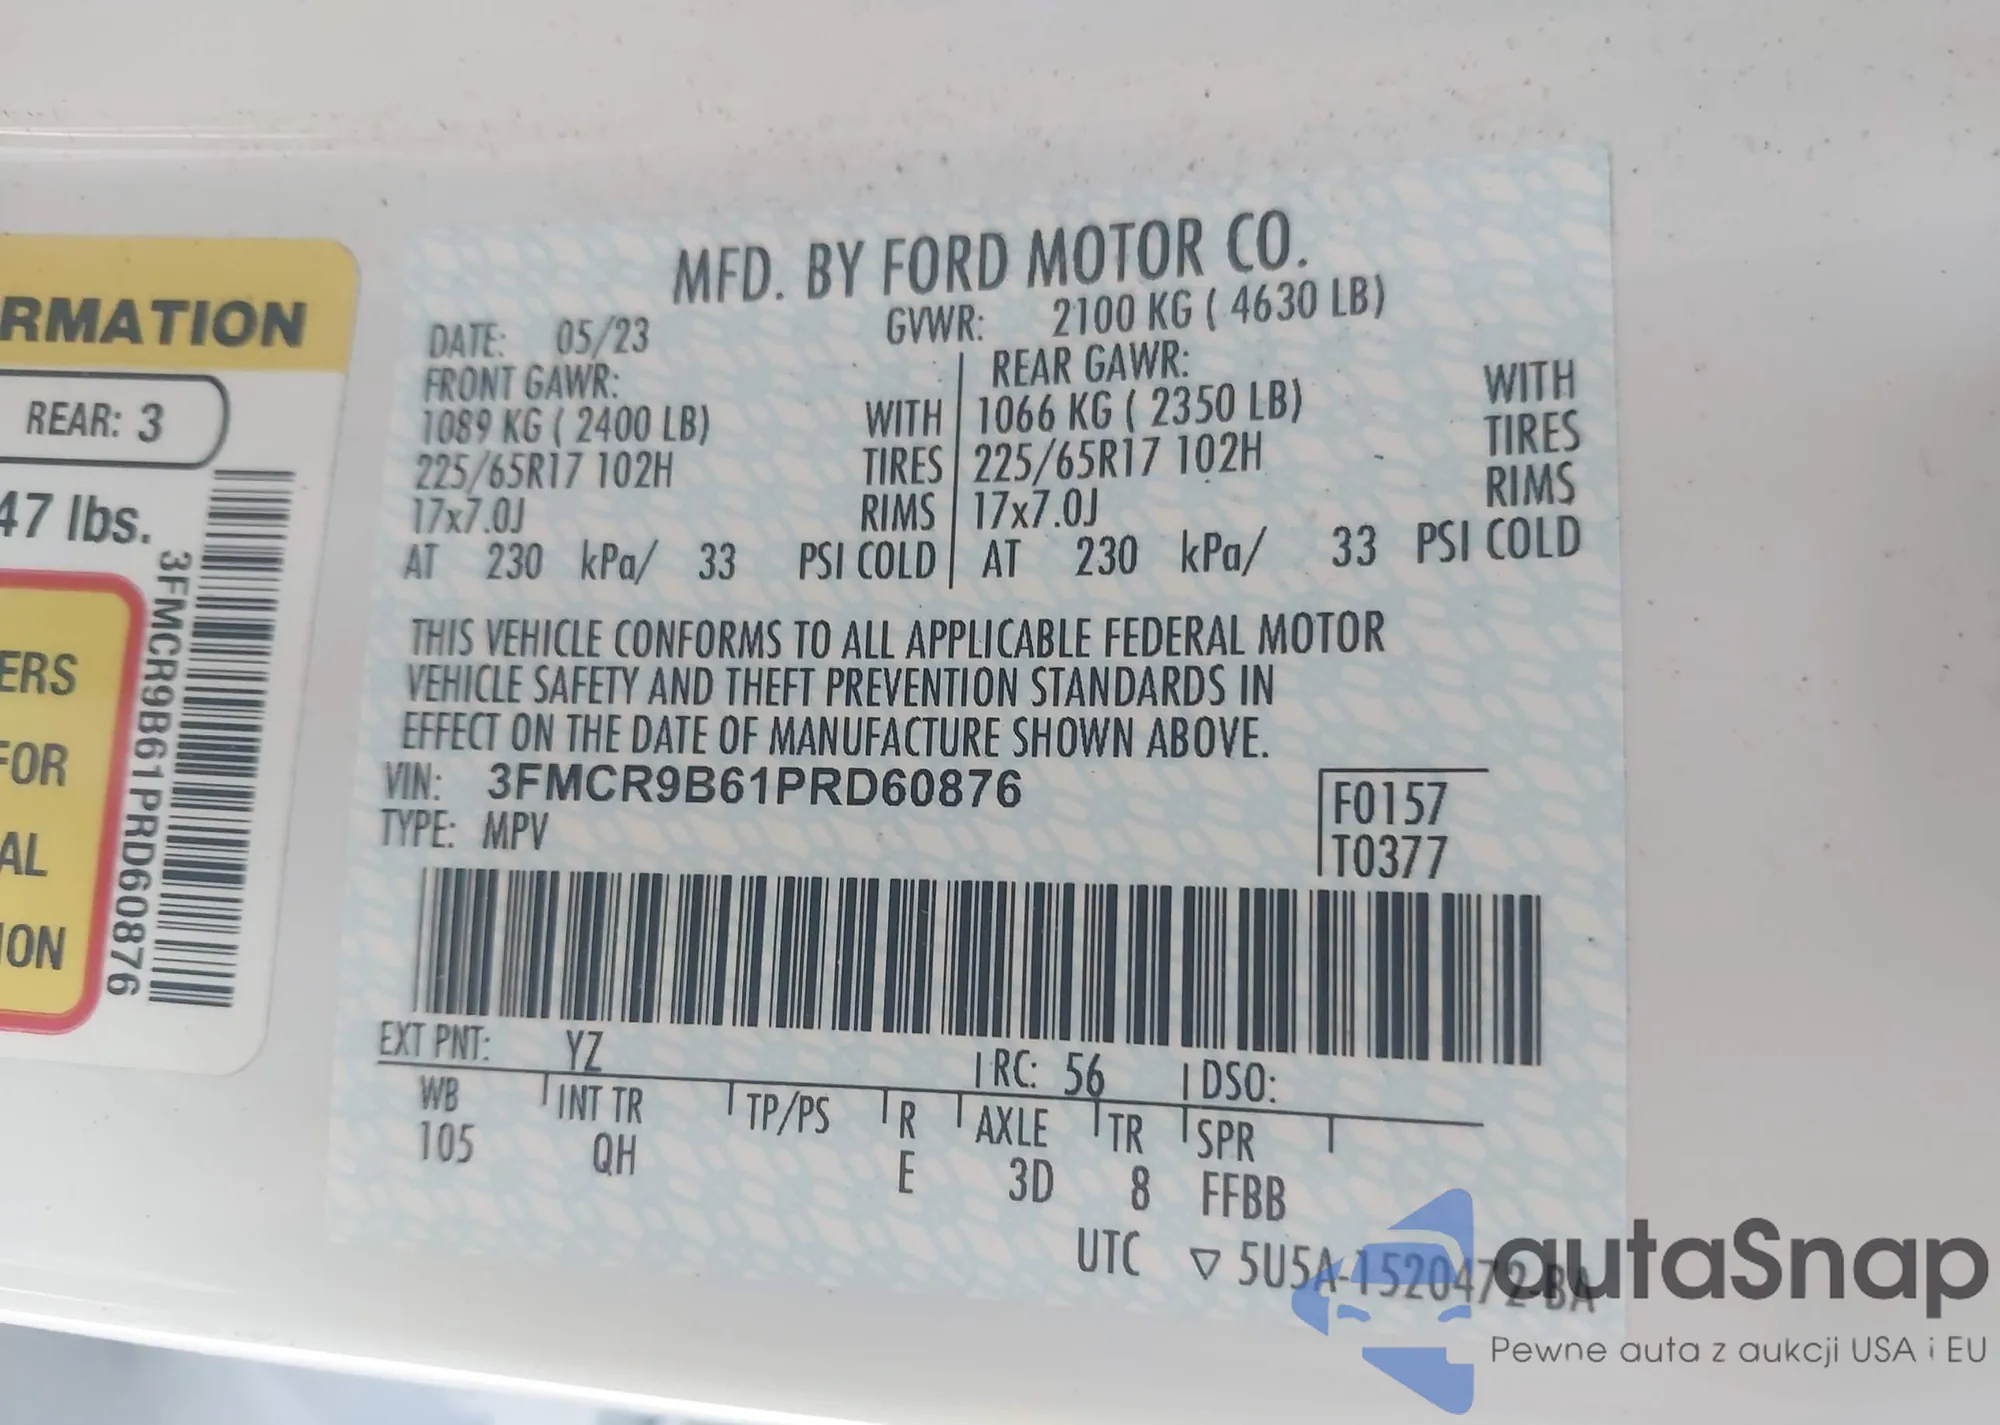 RMATION
REAR: 3
47 lbs.
ERS
FOR
AL
ION
3FMCR9B61PRD60876
MFD. BY FORD MOTOR CO.
DATE: 05/23 GVWR: 2100 KG ( 4630 LB)
FRONT GAWR: REAR GAWR:
1089 KG ( 2400 LB) WITH 1066 KG ( 2350 LB) WITH
225/65R17 102H TIRES 225/65R17 102H TIRES
17x7.0J RIMS 17x7.0J RIMS
AT 230 kPa/ 33 PSI COLD AT 230 kPa/ 33 PSI COLD
THIS VEHICLE CONFORMS TO ALL APPLICABLE FEDERAL MOTOR
VEHICLE SAFETY AND THEFT PREVENTION STANDARDS IN
EFFECT ON THE DATE OF MANUFACTURE SHOWN ABOVE.
VIN: 3FMCR9B61PRD60876
TYPE: MPV
F0157
T0377
EXT PNT: YZ RC: 56 DSO:
WB INT TR TP/PS R AXLE TR SPR
105 QH E 3D 8 FFBB
UTC ▽ 5U5A-1520472-BA
autaSnap
Pewne auta z aukcji USA i EU